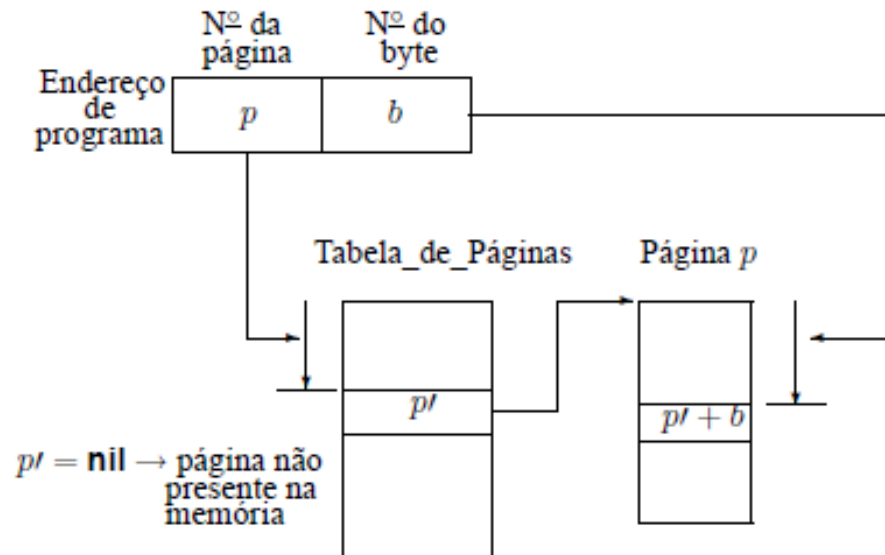 Nº da
página
Nº do
byte
Endereço
de
programa
p
b
Tabela_de_Páginas
Página p
p′
p′ + b
p′ = nil → página não
presente na
memória